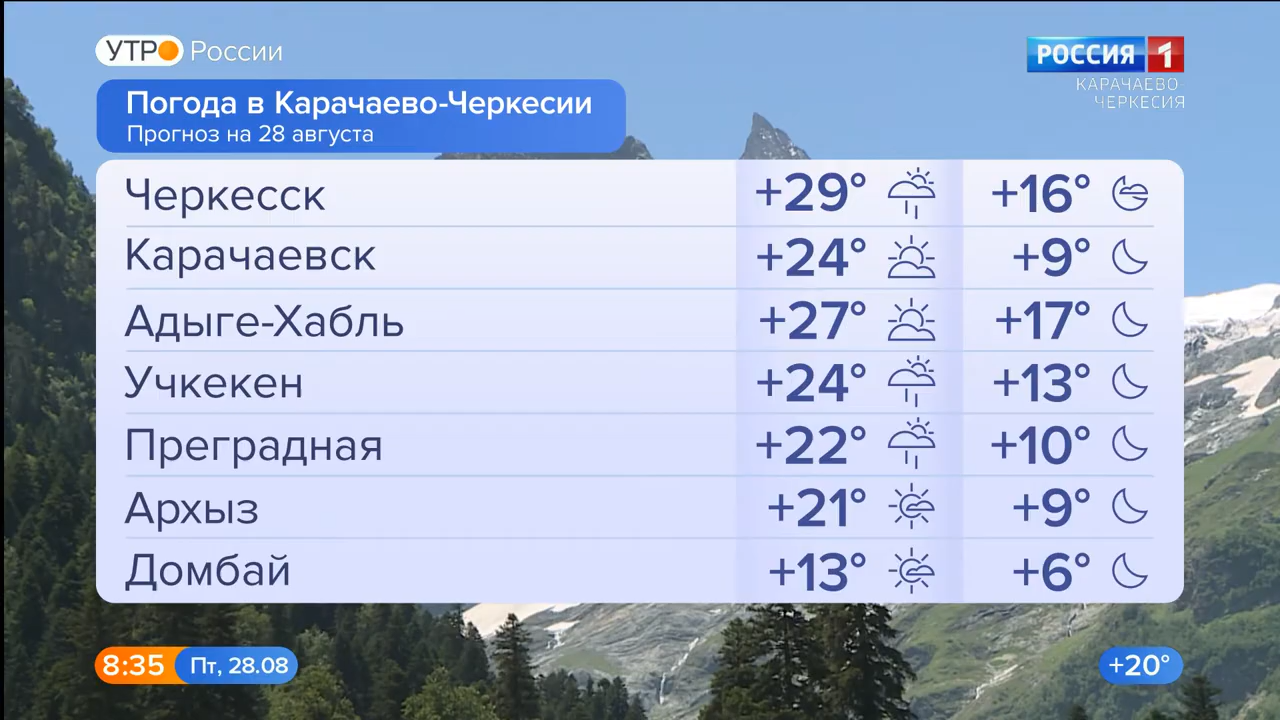 УТРО России
РОССИЯ 1
КАРАЧАЕВО
ЧЕРКЕСИЯ
Погода в Карачаево-Черкесии
Прогноз на 28 августа
Черкесск +29° +16°
Карачаевск +24° +9°
Адыге-Хабль +27° +17°
Учкекен +24° +13°
Преградная +22° +10°
Архыз +21° +9°
Домбай +13° +6°
8:35 Пт, 28.08 +20°